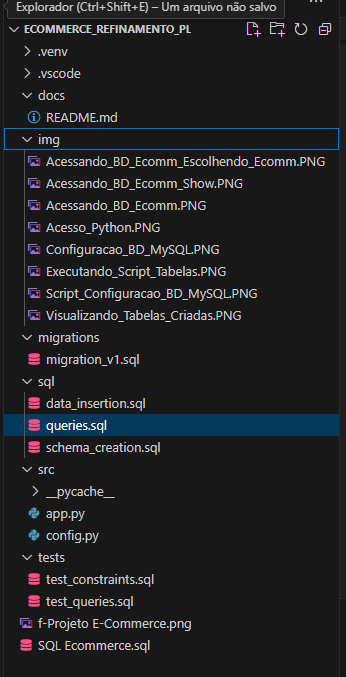 Explorador (Ctrl+Shift+E) – Um arquivo não salvo
ECOMMERCE_REFINAMENTO_PL
.venv
.vscode
docs
README.md
img
Acessando_BD_Ecomm_Escolhendo_Ecomm.PNG
Acessando_BD_Ecomm_Show.PNG
Acessando_BD_Ecomm.PNG
Acesso_Python.PNG
Configuracao_BD_MySQL.PNG
Executando_Script_Tabelas.PNG
Script_Configuracao_BD_MySQL.PNG
Visualizando_Tabelas_Criadas.PNG
migrations
migration_v1.sql
sql
data_insertion.sql
queries.sql
schema_creation.sql
src
__pycache__
app.py
config.py
tests
test_constraints.sql
test_queries.sql
f-Projeto E-Commerce.png
SQL Ecommerce.sql